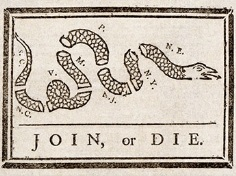 S.C.
N.C.
V.
M.
P.
N.J.
N.Y.
N.E.
JOIN, or DIE.